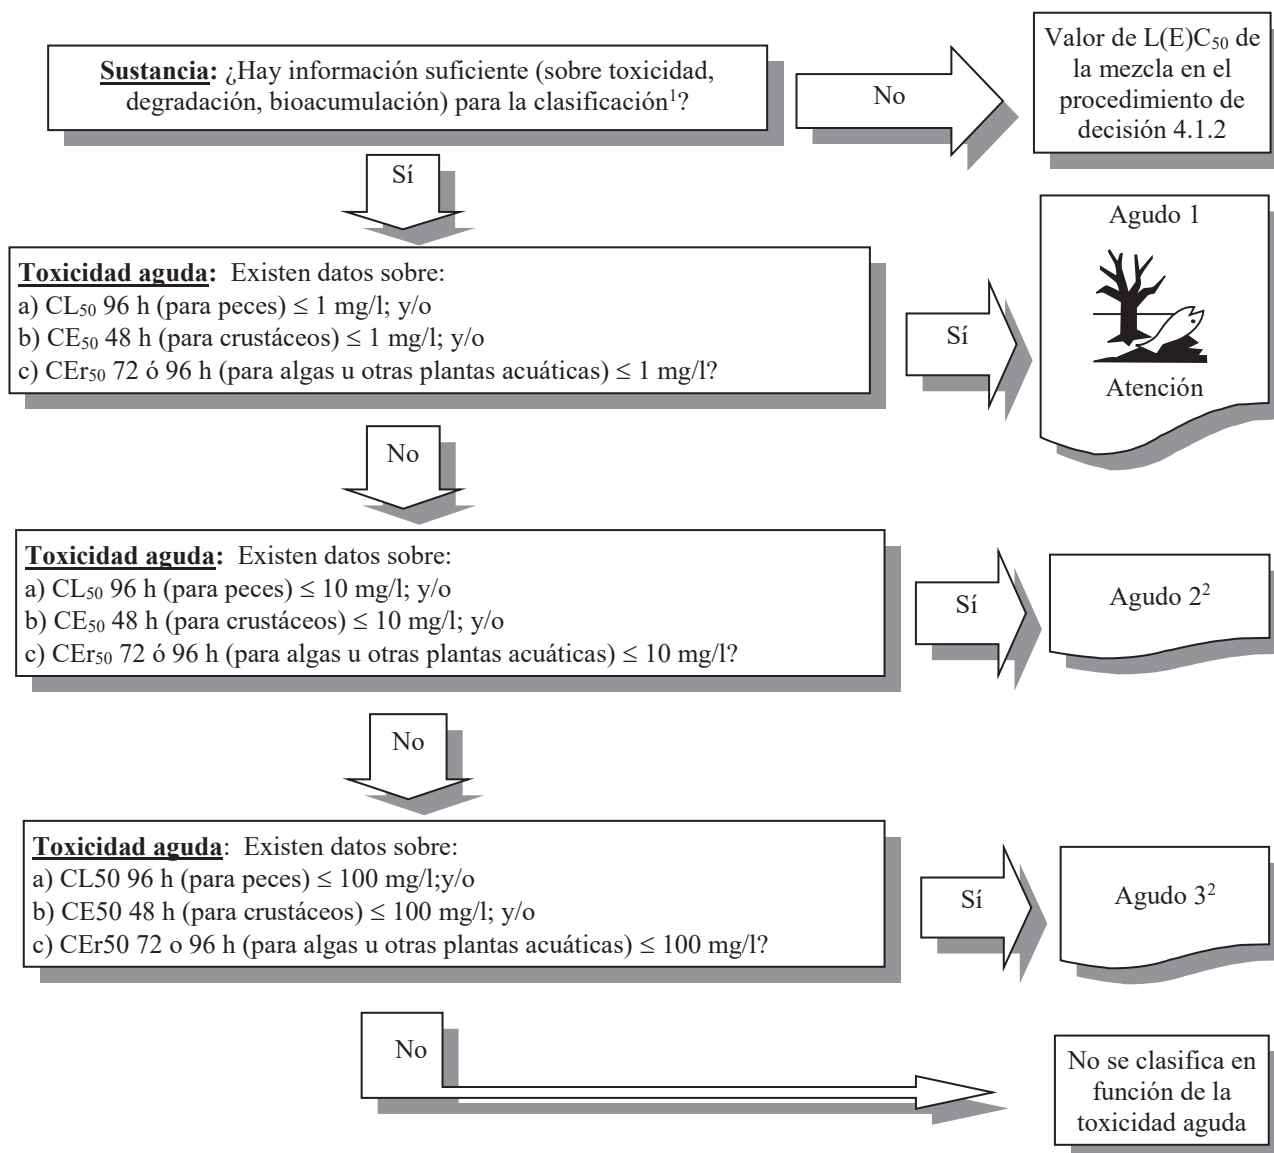 Sustancia: ¿Hay información suficiente (sobre toxicidad,
degradación, bioacumulación) para la clasificación¹?
No
Valor de L(E)C₅₀ de
la mezcla en el
procedimiento de
decisión 4.1.2
Sí
Toxicidad aguda: Existen datos sobre:
a) CL₅₀ 96 h (para peces) ≤ 1 mg/l; y/o
b) CE₅₀ 48 h (para crustáceos) ≤ 1 mg/l; y/o
c) CEr₅₀ 72 ó 96 h (para algas u otras plantas acuáticas) ≤ 1 mg/l?
Sí
Agudo 1
Atención
No
Toxicidad aguda: Existen datos sobre:
a) CL₅₀ 96 h (para peces) ≤ 10 mg/l; y/o
b) CE₅₀ 48 h (para crustáceos) ≤ 10 mg/l; y/o
c) CEr₅₀ 72 ó 96 h (para algas u otras plantas acuáticas) ≤ 10 mg/l?
Sí
Agudo 2²
No
Toxicidad aguda: Existen datos sobre:
a) CL50 96 h (para peces) ≤ 100 mg/l;y/o
b) CE50 48 h (para crustáceos) ≤ 100 mg/l; y/o
c) CEr50 72 o 96 h (para algas u otras plantas acuáticas) ≤ 100 mg/l?
Sí
Agudo 3²
No
No se clasifica en
función de la
toxicidad aguda